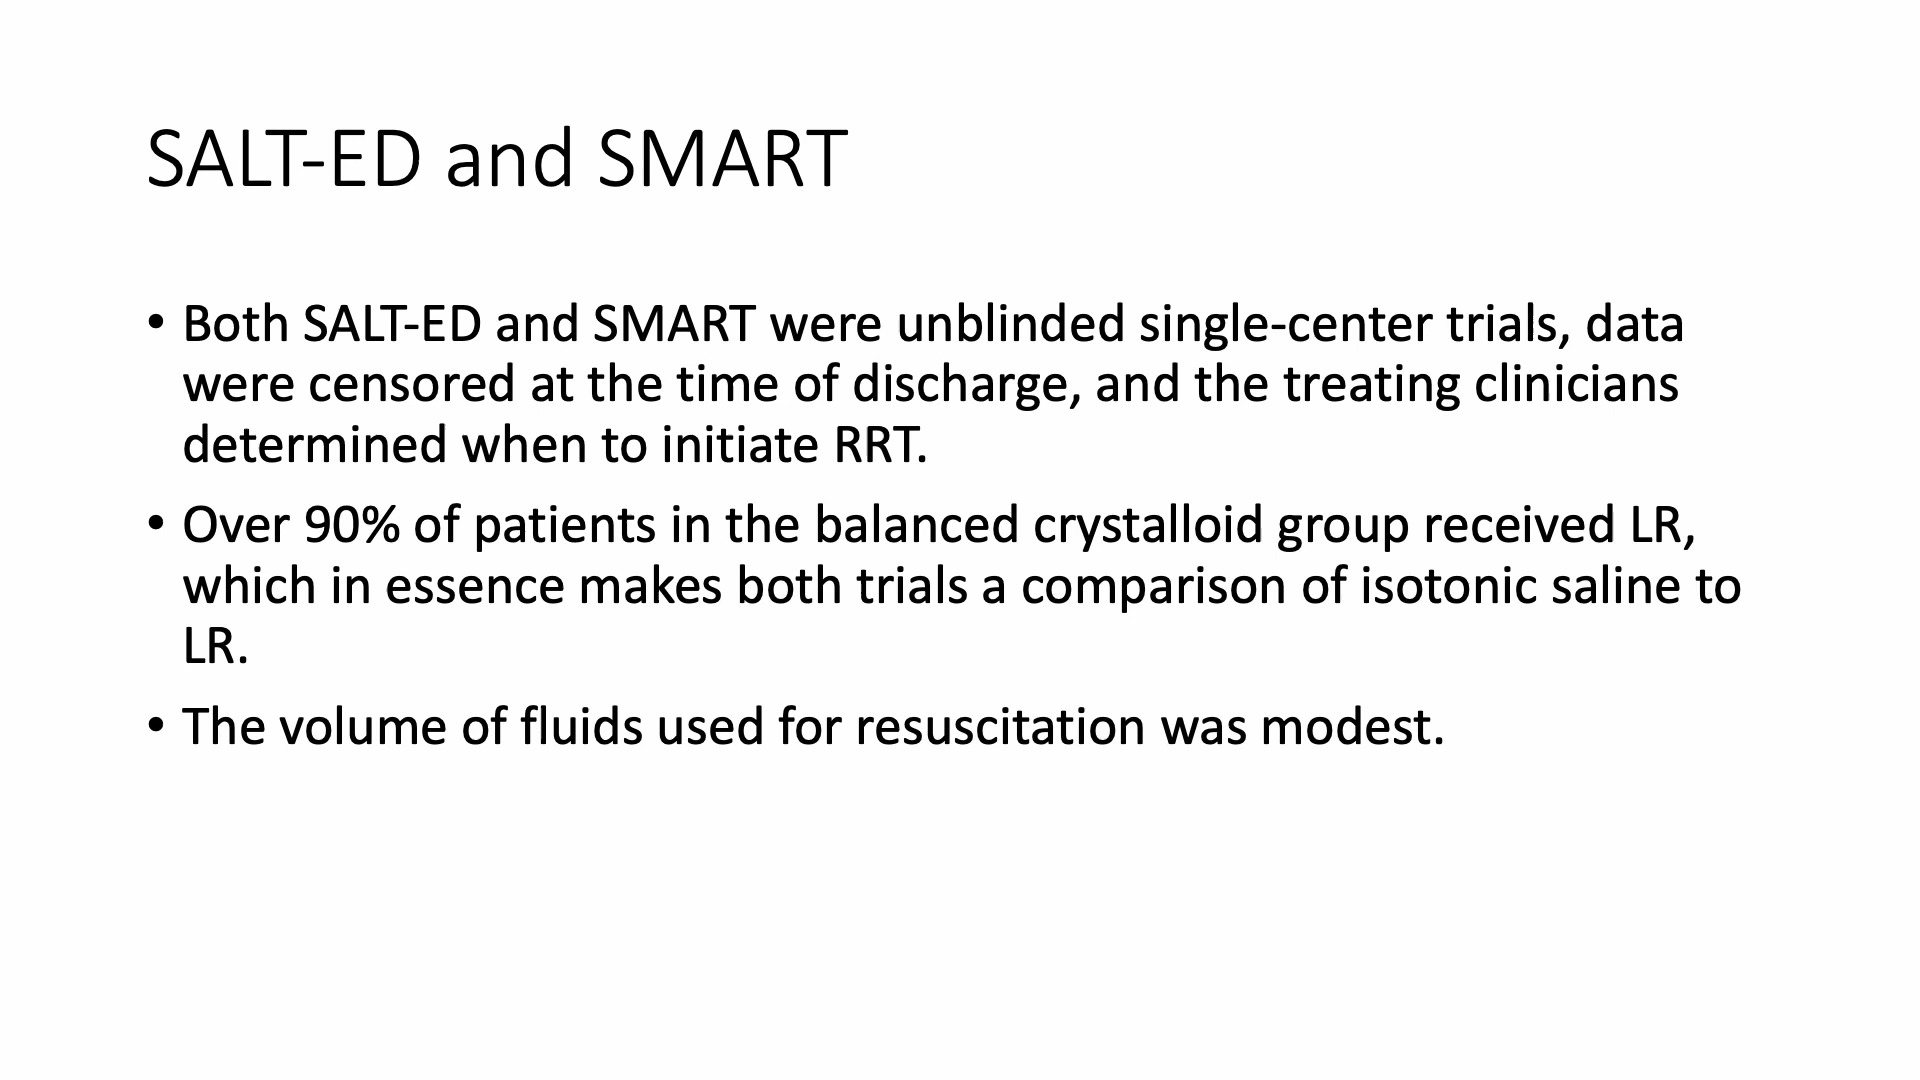 SALT-ED and SMART
• Both SALT-ED and SMART were unblinded single-center trials, data
were censored at the time of discharge, and the treating clinicians
determined when to initiate RRT.
• Over 90% of patients in the balanced crystalloid group received LR,
which in essence makes both trials a comparison of isotonic saline to
LR.
• The volume of fluids used for resuscitation was modest.